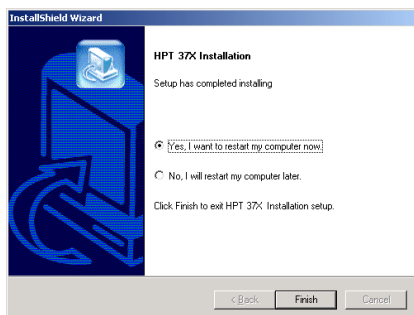 InstallShield Wizard
HPT 37X Installation
Setup has completed installing
Yes, I want to restart my computer now.
No, I will restart my computer later.
Click Finish to exit HPT 37X Installation setup.
< Back Finish Cancel